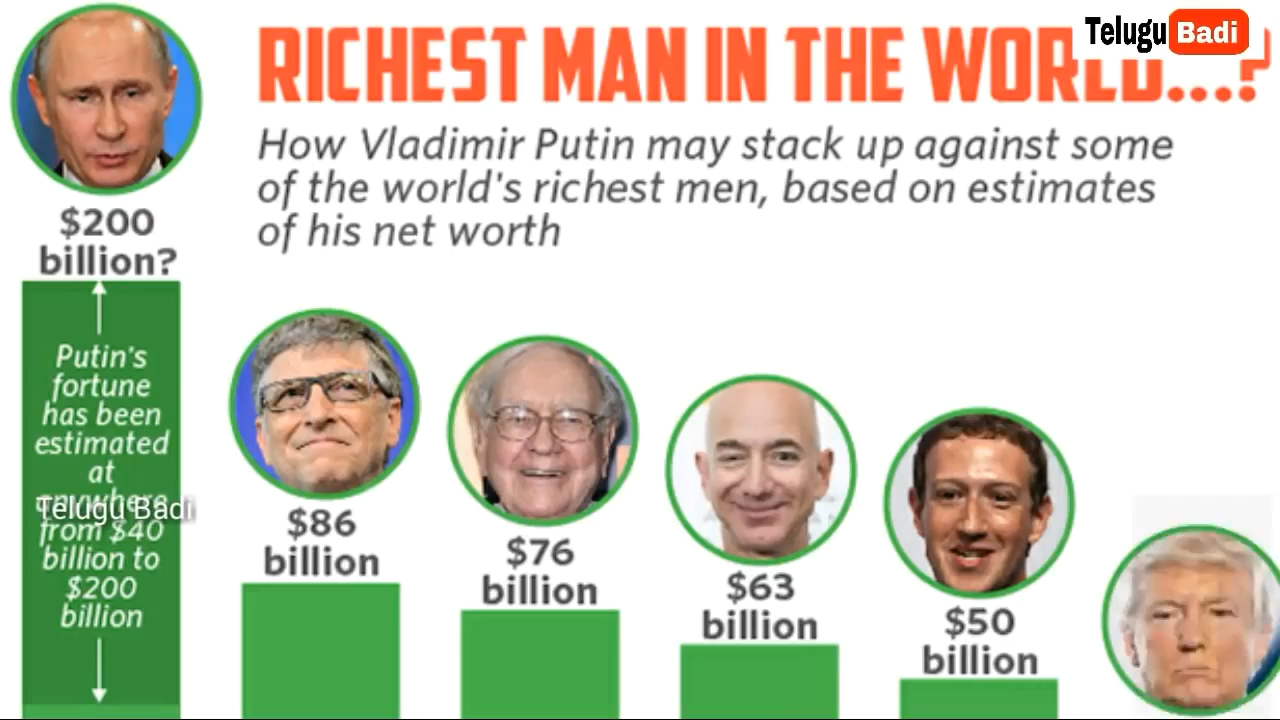 Telugu Badi
RICHEST MAN IN THE WORLD...?
How Vladimir Putin may stack up against some
of the world's richest men, based on estimates
of his net worth
$200
billion?
Putin's
fortune
has been
estimated
at
anywhere
Telugu Badi
from $40
billion to
$200
billion
$86
billion
$76
billion
$63
billion
$50
billion